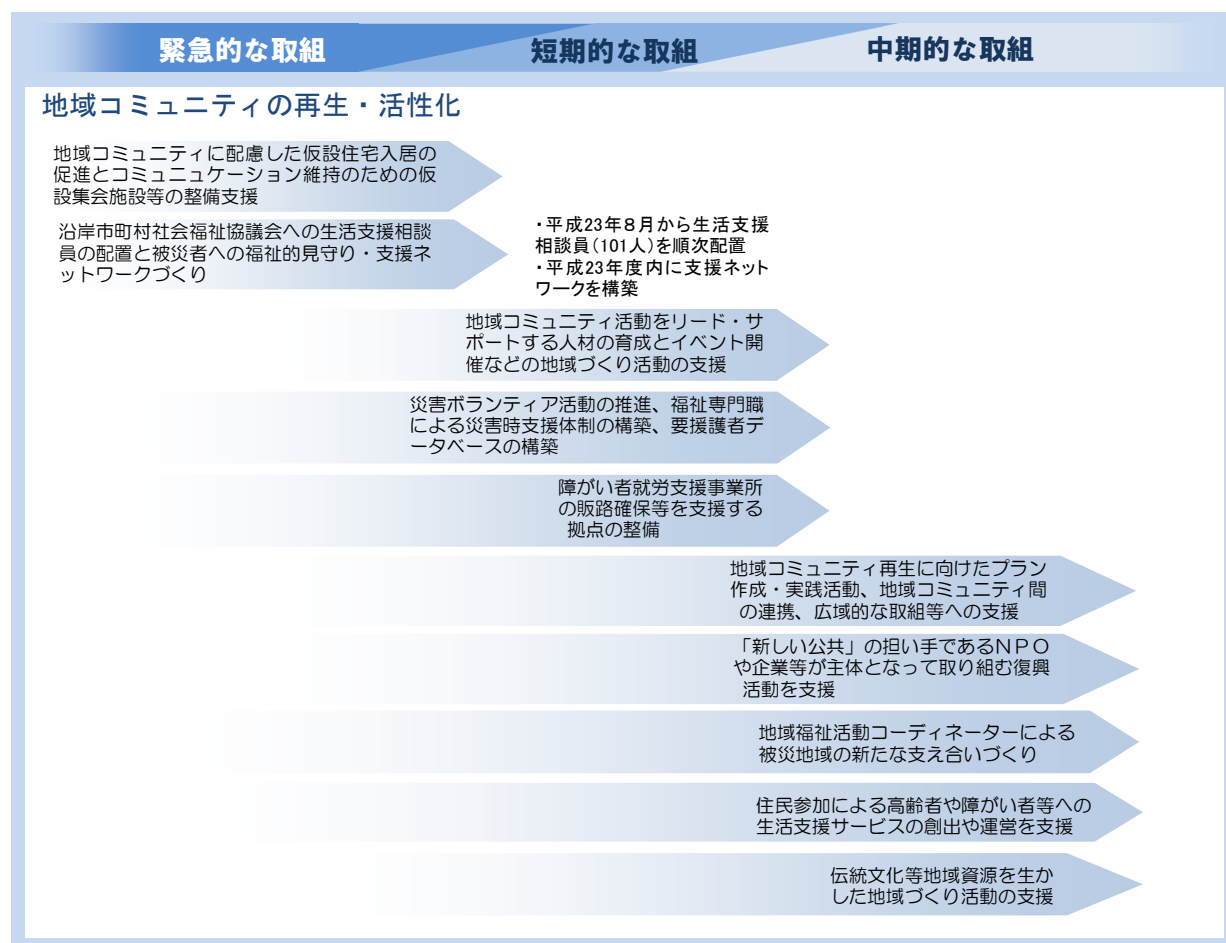 緊急的な取組
短期的な取組
中期的な取組
地域コミュニティの再生・活性化
地域コミュニティに配慮した仮設住宅入居の
促進とコミュニュケーション維持のための仮
設集会施設等の整備支援
沿岸市町村社会福祉協議会への生活支援相談
員の配置と被災者への福祉的見守り・支援ネ
ットワークづくり
・平成23年８月から生活支援
相談員(101人)を順次配置
・平成23年度内に支援ネット
ワークを構築
地域コミュニティ活動をリード・サ
ポートする人材の育成とイベント開
催などの地域づくり活動の支援
災害ボランティア活動の推進、福祉専門職
による災害時支援体制の構築、要援護者デ
ータベースの構築
障がい者就労支援事業所
の販路確保等を支援する
拠点の整備
地域コミュニティ再生に向けたプラン
作成・実践活動、地域コミュニティ間
の連携、広域的な取組等への支援
「新しい公共」の担い手であるＮＰＯ
や企業等が主体となって取り組む復興
活動を支援
地域福祉活動コーディネーターによる
被災地域の新たな支え合いづくり
住民参加による高齢者や障がい者等への
生活支援サービスの創出や運営を支援
伝統文化等地域資源を生か
した地域づくり活動の支援